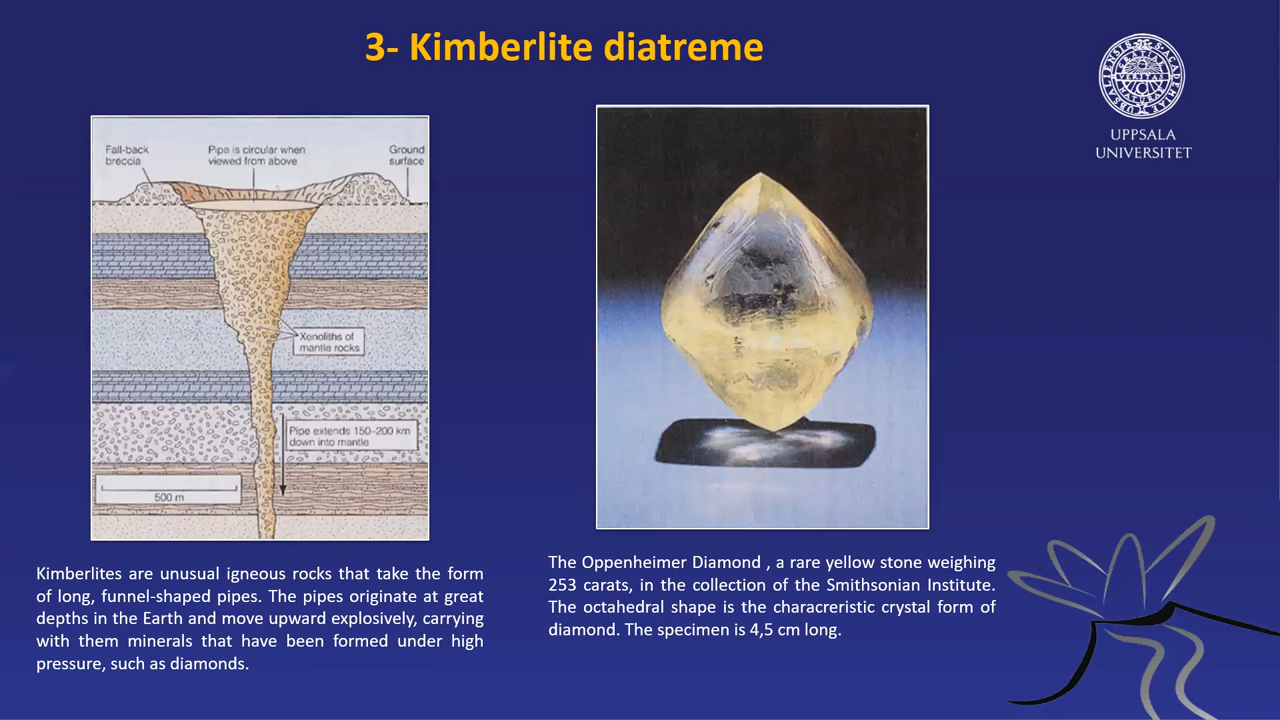 3- Kimberlite diatreme
UPPSALA
UNIVERSITET
Fall-back
breccia
Pipe is circular when
viewed from above
Ground
surface
Xenoliths of
mantle rocks
Pipe extends 150-200 km
down into mantle
500 m
Kimberlites are unusual igneous rocks that take the form
of long, funnel-shaped pipes. The pipes originate at great
depths in the Earth and move upward explosively, carrying
with them minerals that have been formed under high
pressure, such as diamonds.
The Oppenheimer Diamond , a rare yellow stone weighing
253 carats, in the collection of the Smithsonian Institute.
The octahedral shape is the characreristic crystal form of
diamond. The specimen is 4,5 cm long.